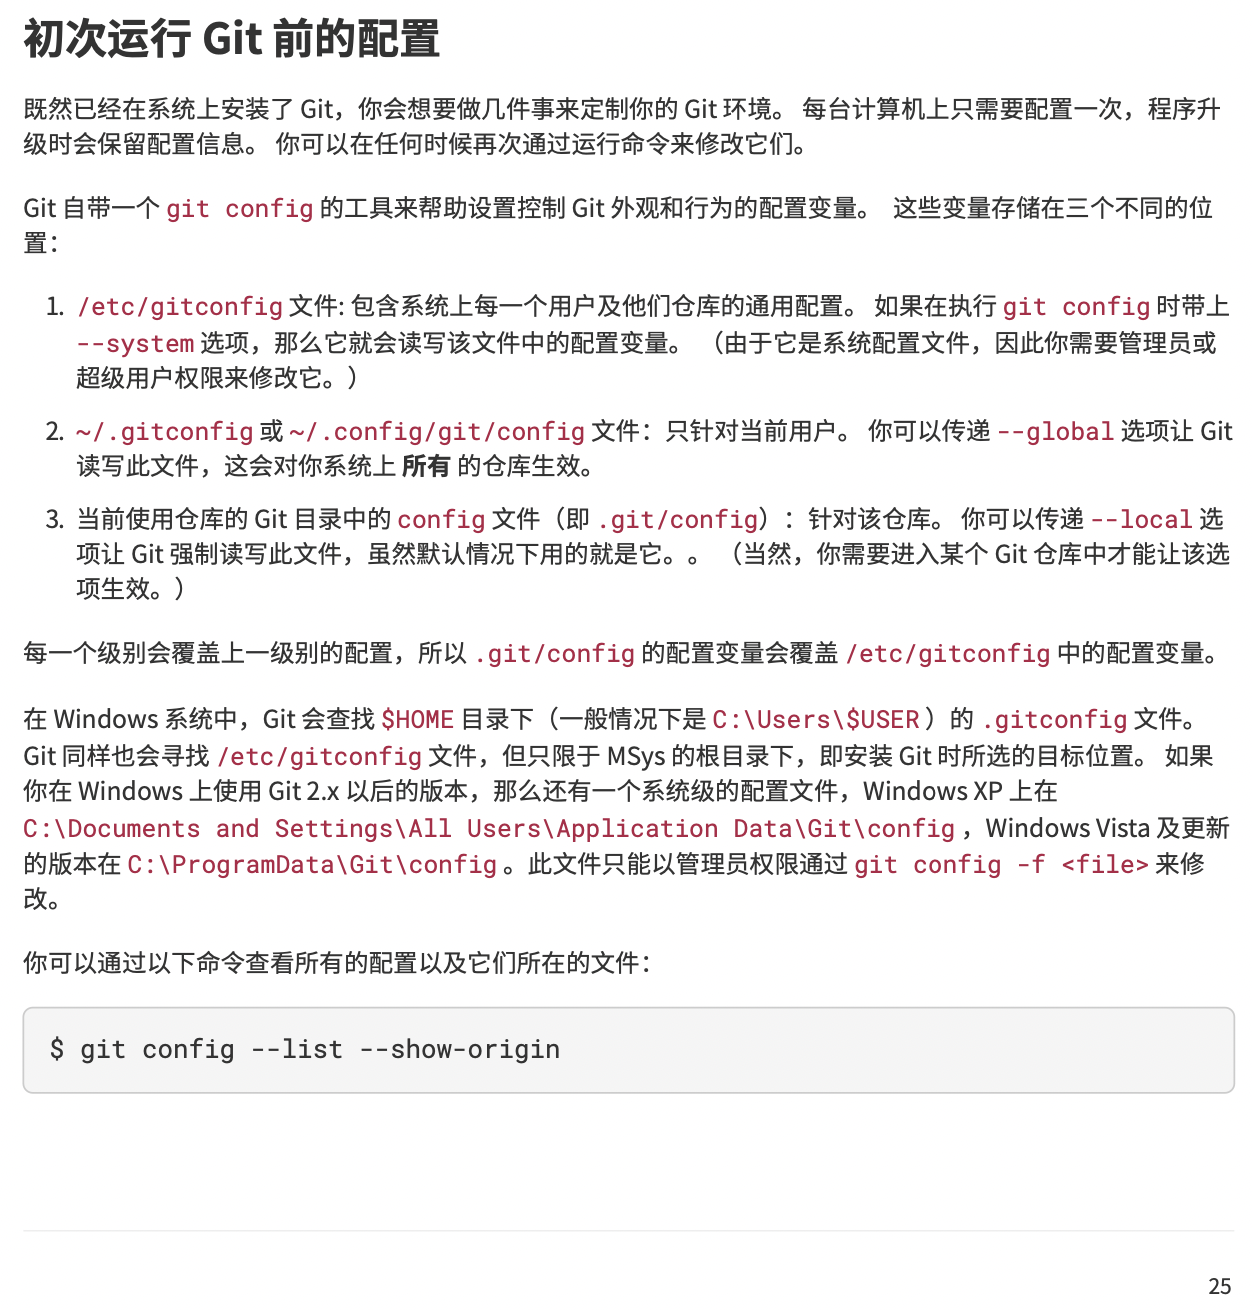 初次运行 Git 前的配置
既然已经在系统上安装了 Git，你会想要做几件事来定制你的 Git 环境。 每台计算机上只需要配置一次，程序升
级时会保留配置信息。 你可以在任何时候再次通过运行命令来修改它们。
Git 自带一个 git config 的工具来帮助设置控制 Git 外观和行为的配置变量。 这些变量存储在三个不同的位
置：
1. /etc/gitconfig 文件: 包含系统上每一个用户及他们仓库的通用配置。 如果在执行 git config 时带上
--system 选项，那么它就会读写该文件中的配置变量。 （由于它是系统配置文件，因此你需要管理员或
超级用户权限来修改它。）
2. ~/.gitconfig 或 ~/.config/git/config 文件：只针对当前用户。 你可以传递 --global 选项让 Git
读写此文件，这会对你系统上 所有 的仓库生效。
3. 当前使用仓库的 Git 目录中的 config 文件（即 .git/config）：针对该仓库。 你可以传递 --local 选
项让 Git 强制读写此文件，虽然默认情况下用的就是它。。 （当然，你需要进入某个 Git 仓库中才能让该选
项生效。）
每一个级别会覆盖上一级别的配置，所以 .git/config 的配置变量会覆盖 /etc/gitconfig 中的配置变量。
在 Windows 系统中，Git 会查找 $HOME 目录下（一般情况下是 C:\Users\$USER ）的 .gitconfig 文件。
Git 同样也会寻找 /etc/gitconfig 文件，但只限于 MSys 的根目录下，即安装 Git 时所选的目标位置。 如果
你在 Windows 上使用 Git 2.x 以后的版本，那么还有一个系统级的配置文件，Windows XP 上在
C:\Documents and Settings\All Users\Application Data\Git\config ，Windows Vista 及更新
的版本在 C:\ProgramData\Git\config 。此文件只能以管理员权限通过 git config -f <file> 来修
改。
你可以通过以下命令查看所有的配置以及它们所在的文件：
$ git config --list --show-origin
25